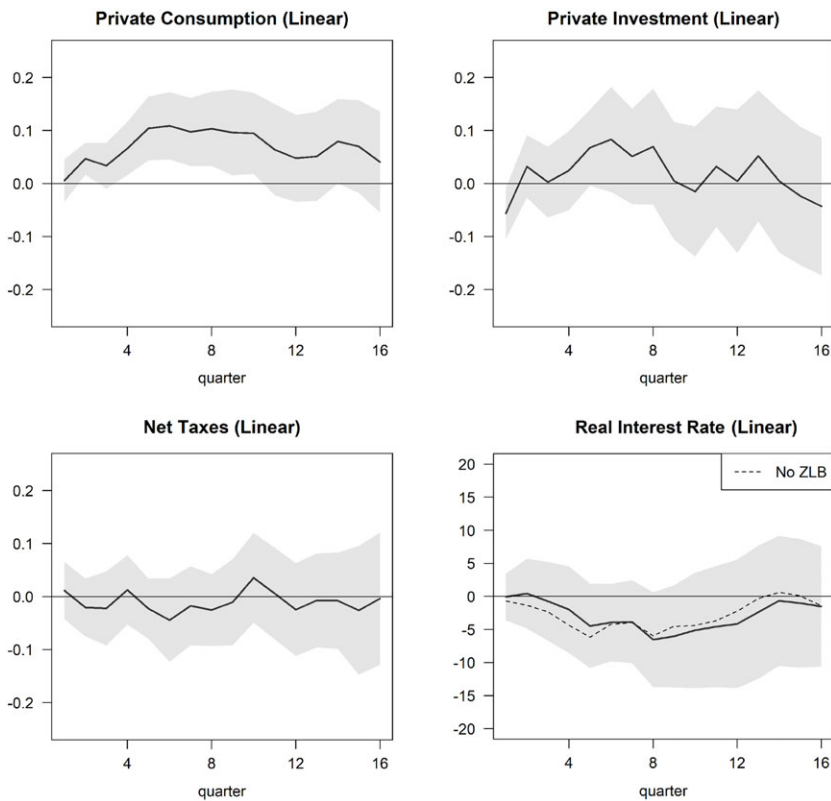 Private Consumption (Linear)
0.2
0.1
0.0
-0.1
-0.2
4 8 12 16
quarter
Private Investment (Linear)
0.2
0.1
0.0
-0.1
-0.2
4 8 12 16
quarter
Net Taxes (Linear)
0.2
0.1
0.0
-0.1
-0.2
4 8 12 16
quarter
Real Interest Rate (Linear)
No ZLB
20
15
10
5
0
-5
-10
-15
-20
4 8 12 16
quarter